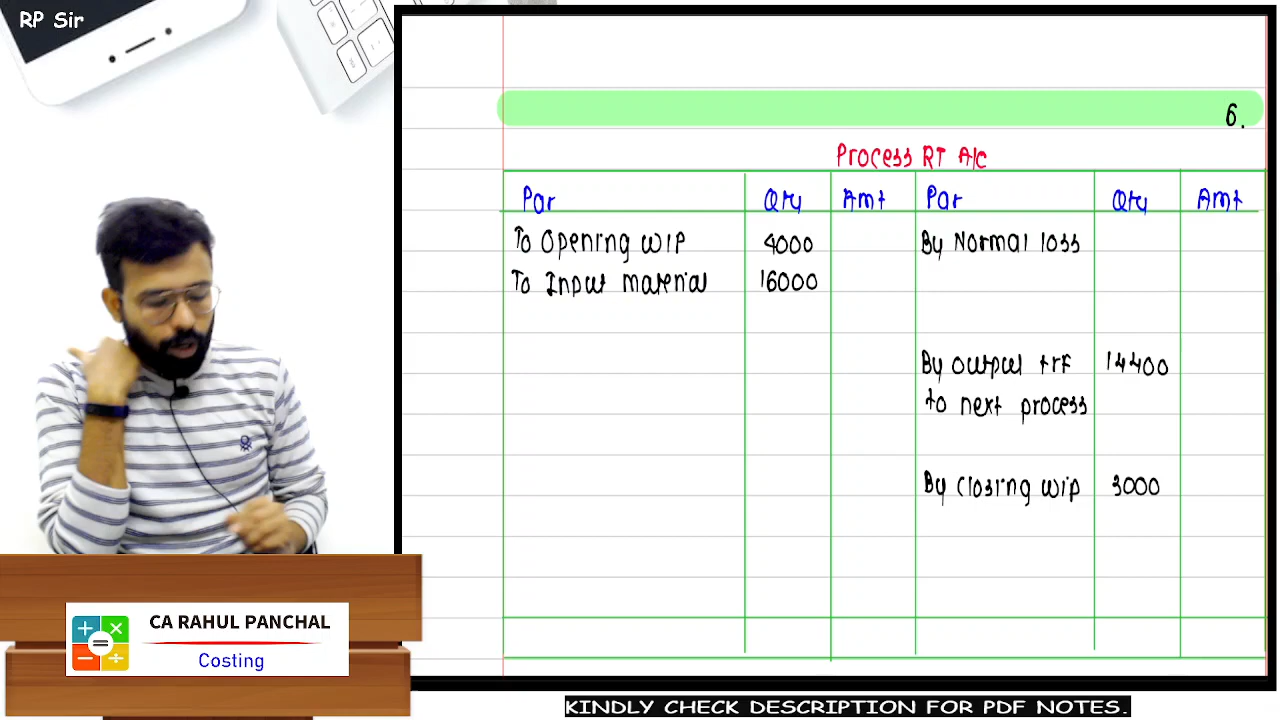 RP Sir
6.
Process RT A/c
Par Qty Amt Par Qty Amt
To Opening WIP 4000 By Normal loss
To Input material 16000
By output trf 14400
to next process
By Closing wip 3000
CA RAHUL PANCHAL
Costing
KINDLY CHECK DESCRIPTION FOR PDF NOTES.